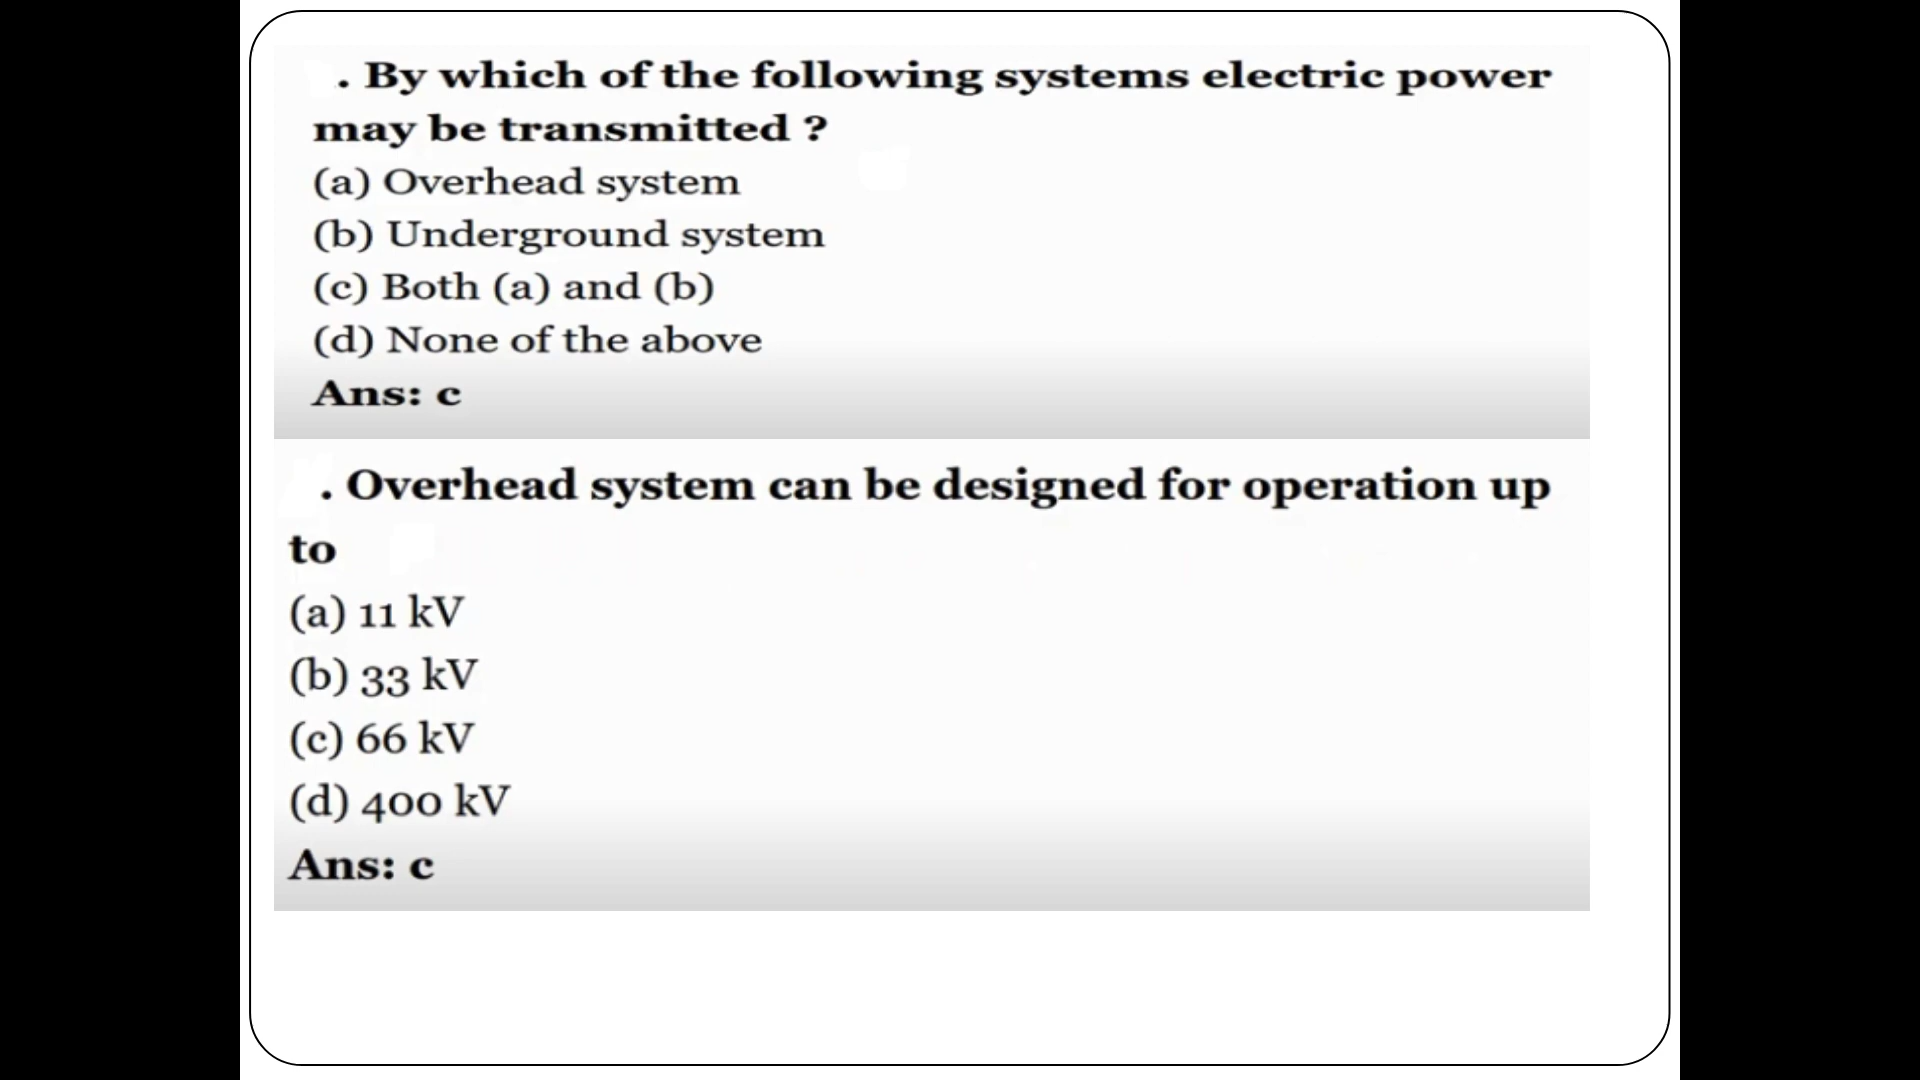 . By which of the following systems electric power
may be transmitted ?
(a) Overhead system
(b) Underground system
(c) Both (a) and (b)
(d) None of the above
Ans: c
. Overhead system can be designed for operation up
to
(a) 11 kV
(b) 33 kV
(c) 66 kV
(d) 400 kV
Ans: c